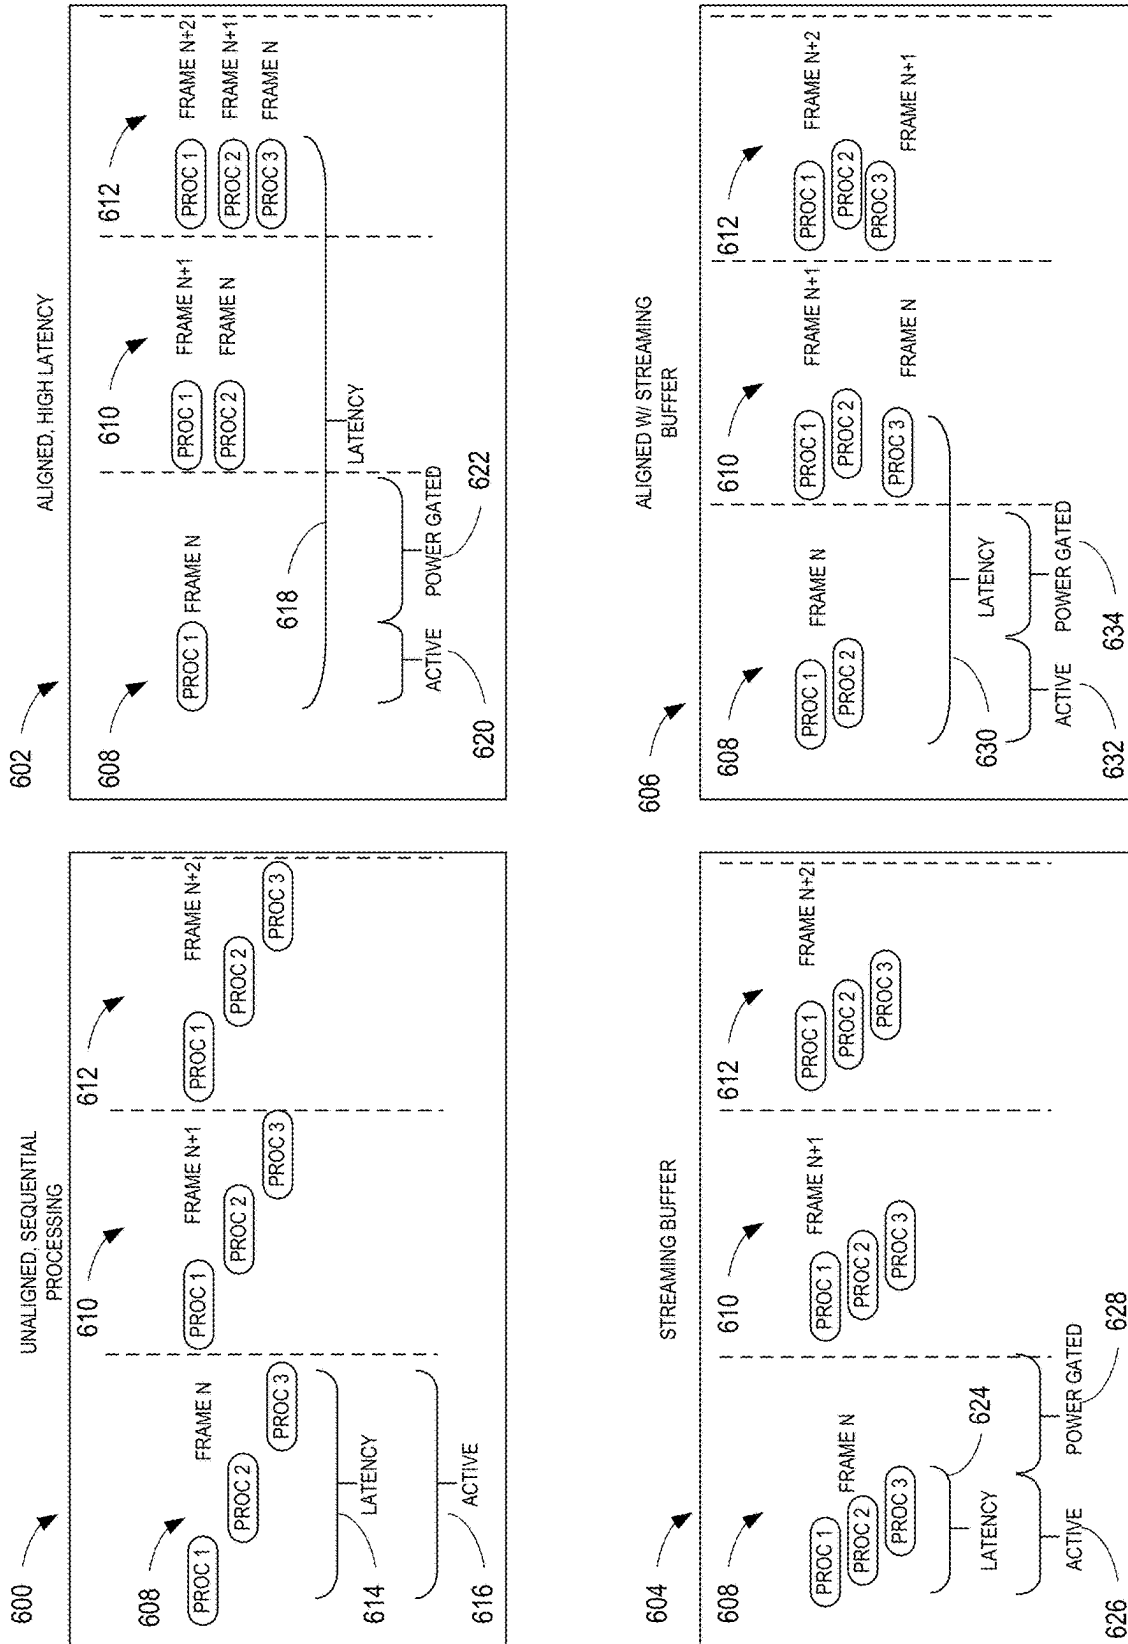 600
UNALIGNED, SEQUENTIAL
PROCESSING
608
610
612
PROC 1
FRAME N
PROC 2
PROC 3
PROC 1
FRAME N+1
PROC 2
PROC 3
PROC 1
FRAME N+2
PROC 2
PROC 3
LATENCY
614
ACTIVE
616
602
ALIGNED, HIGH LATENCY
608
610
612
PROC 1
FRAME N
PROC 1
FRAME N+1
PROC 2
FRAME N
PROC 1
FRAME N+2
PROC 2
FRAME N+1
PROC 3
FRAME N
618
LATENCY
ACTIVE
POWER GATED
620
622
604
STREAMING BUFFER
608
610
612
PROC 1
PROC 2
FRAME N
PROC 3
PROC 1
FRAME N+1
PROC 2
PROC 3
PROC 1
FRAME N+2
PROC 2
PROC 3
624
LATENCY
ACTIVE
POWER GATED
626
628
606
ALIGNED W/ STREAMING
BUFFER
608
610
612
PROC 1
FRAME N
PROC 2
PROC 1
FRAME N+1
PROC 2
PROC 3
FRAME N
PROC 1
FRAME N+2
PROC 2
PROC 3
FRAME N+1
630
LATENCY
ACTIVE
POWER GATED
632
634